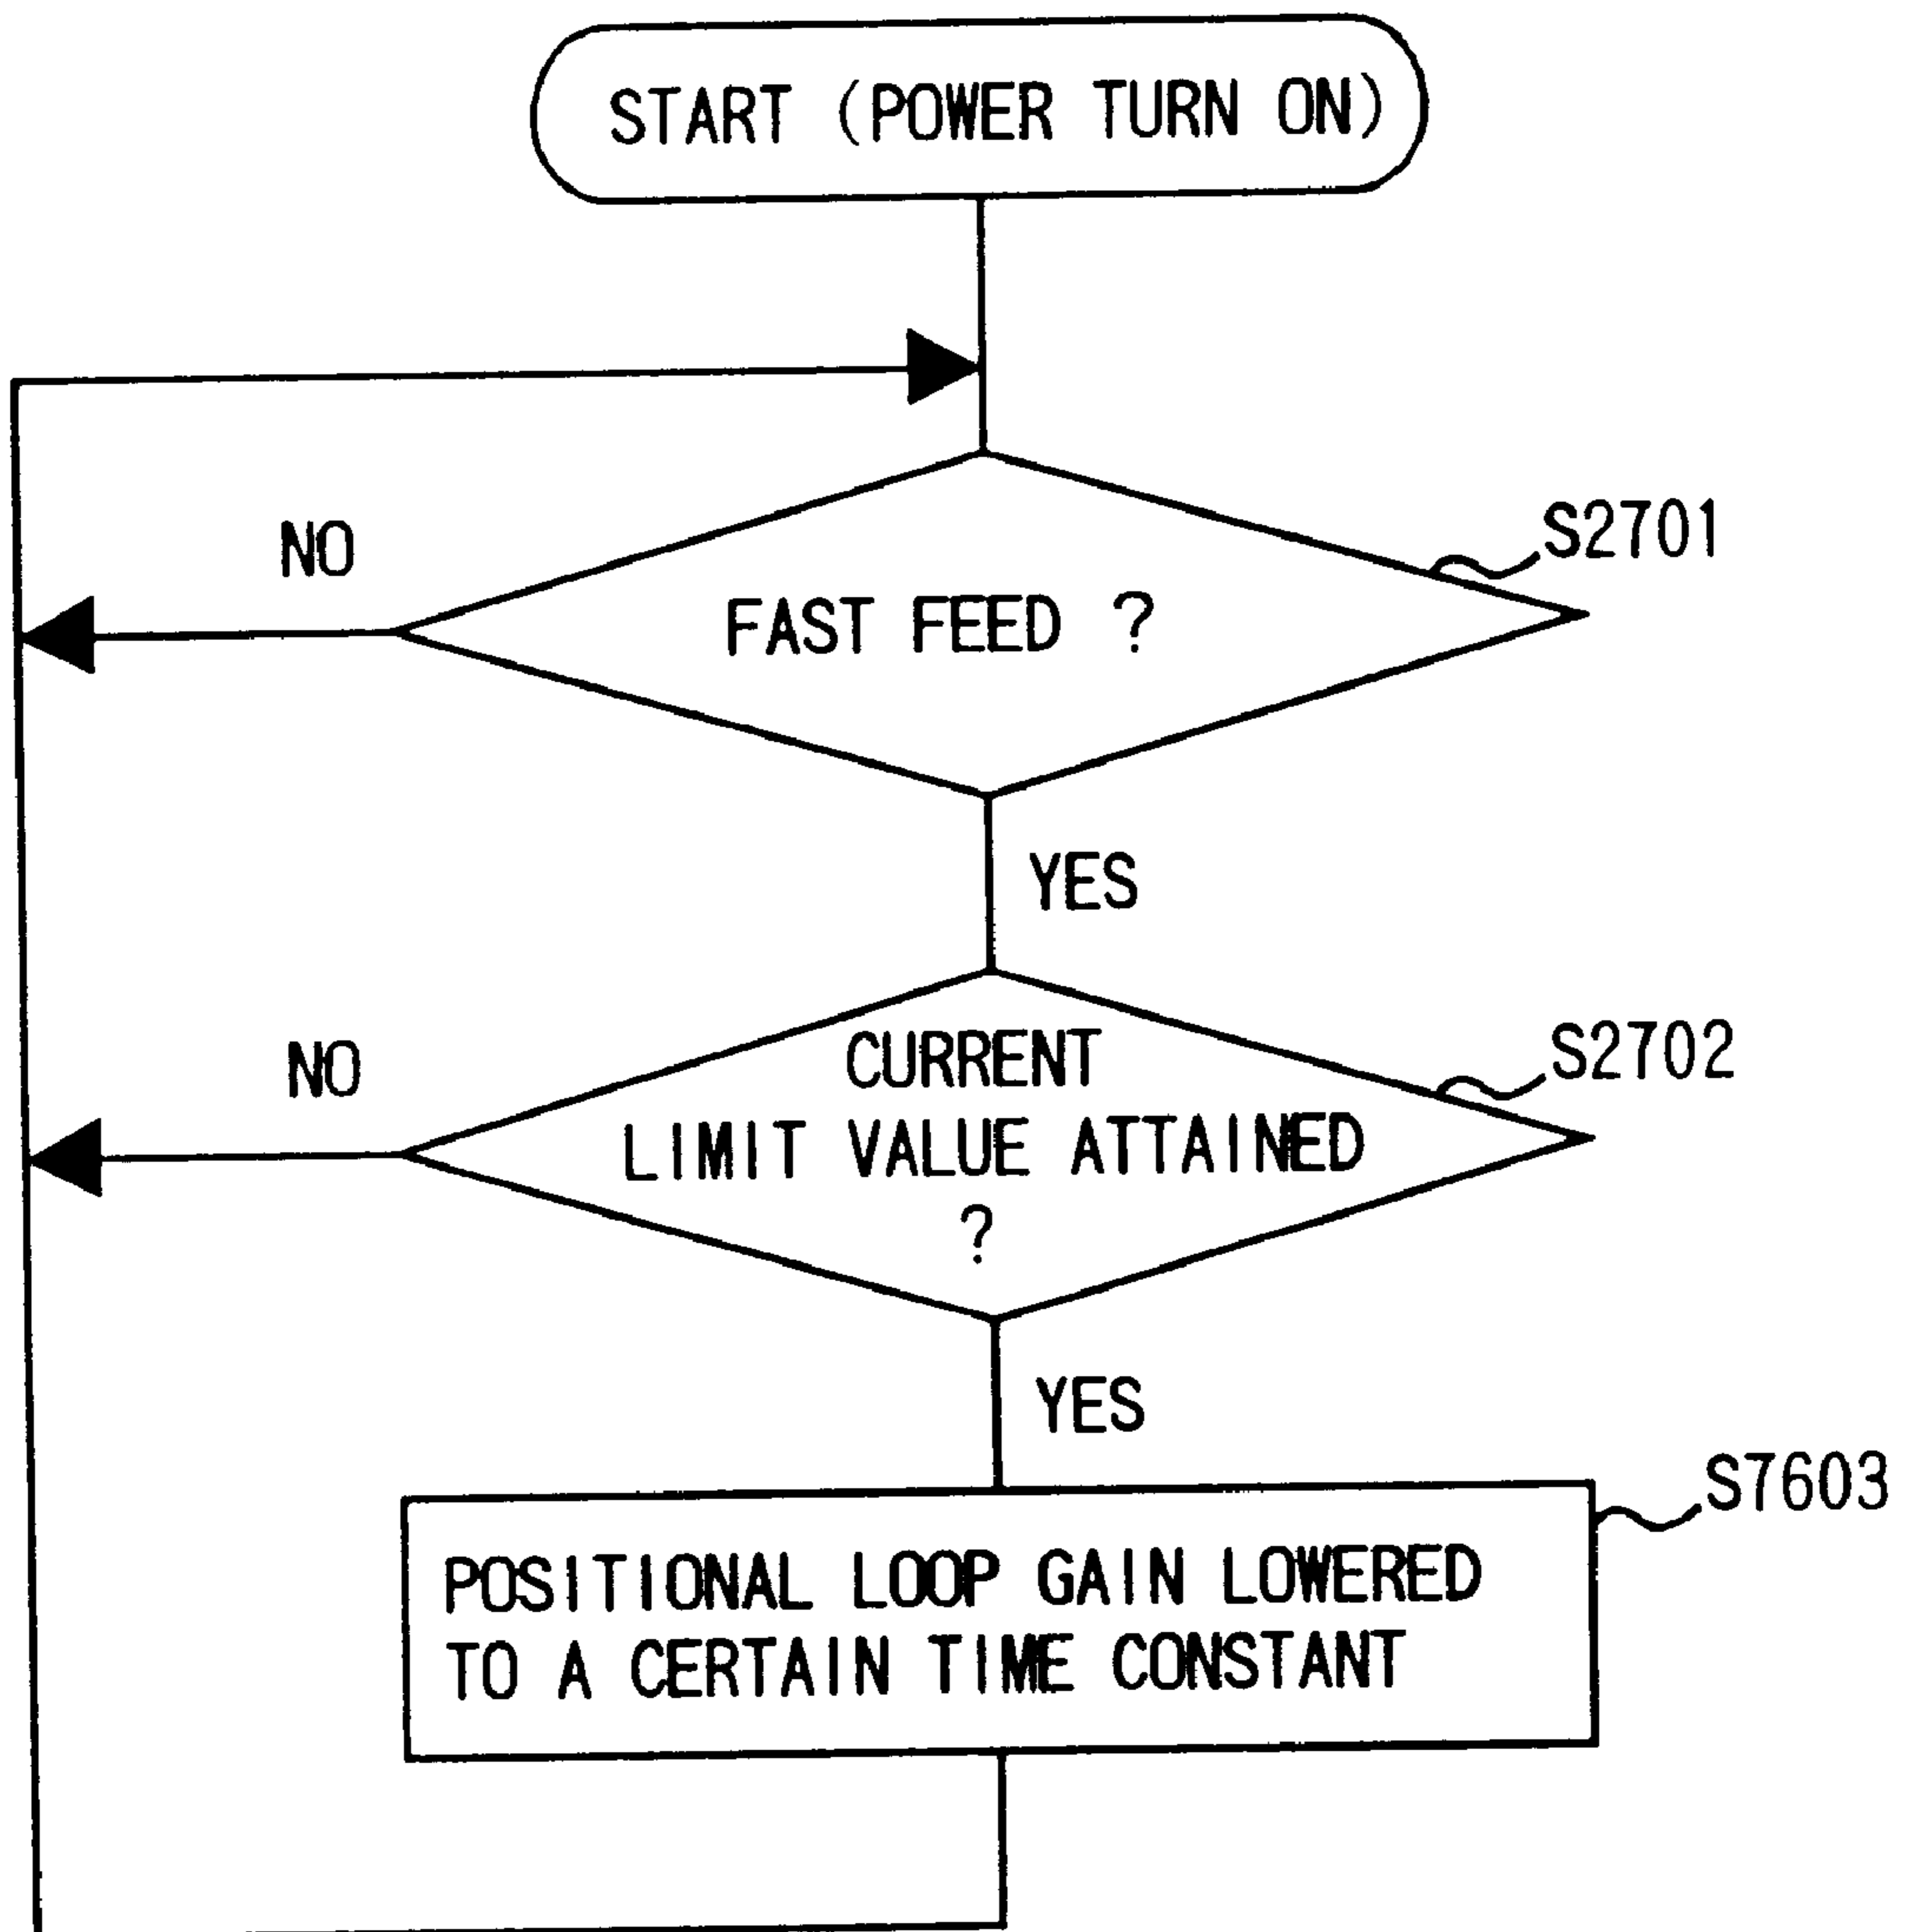 START (POWER TURN ON)
NO
S2701
FAST FEED ?
YES
NO
S2702
CURRENT
LIMIT VALUE ATTAINED
?
YES
S7603
POSITIONAL LOOP GAIN LOWERED
TO A CERTAIN TIME CONSTANT